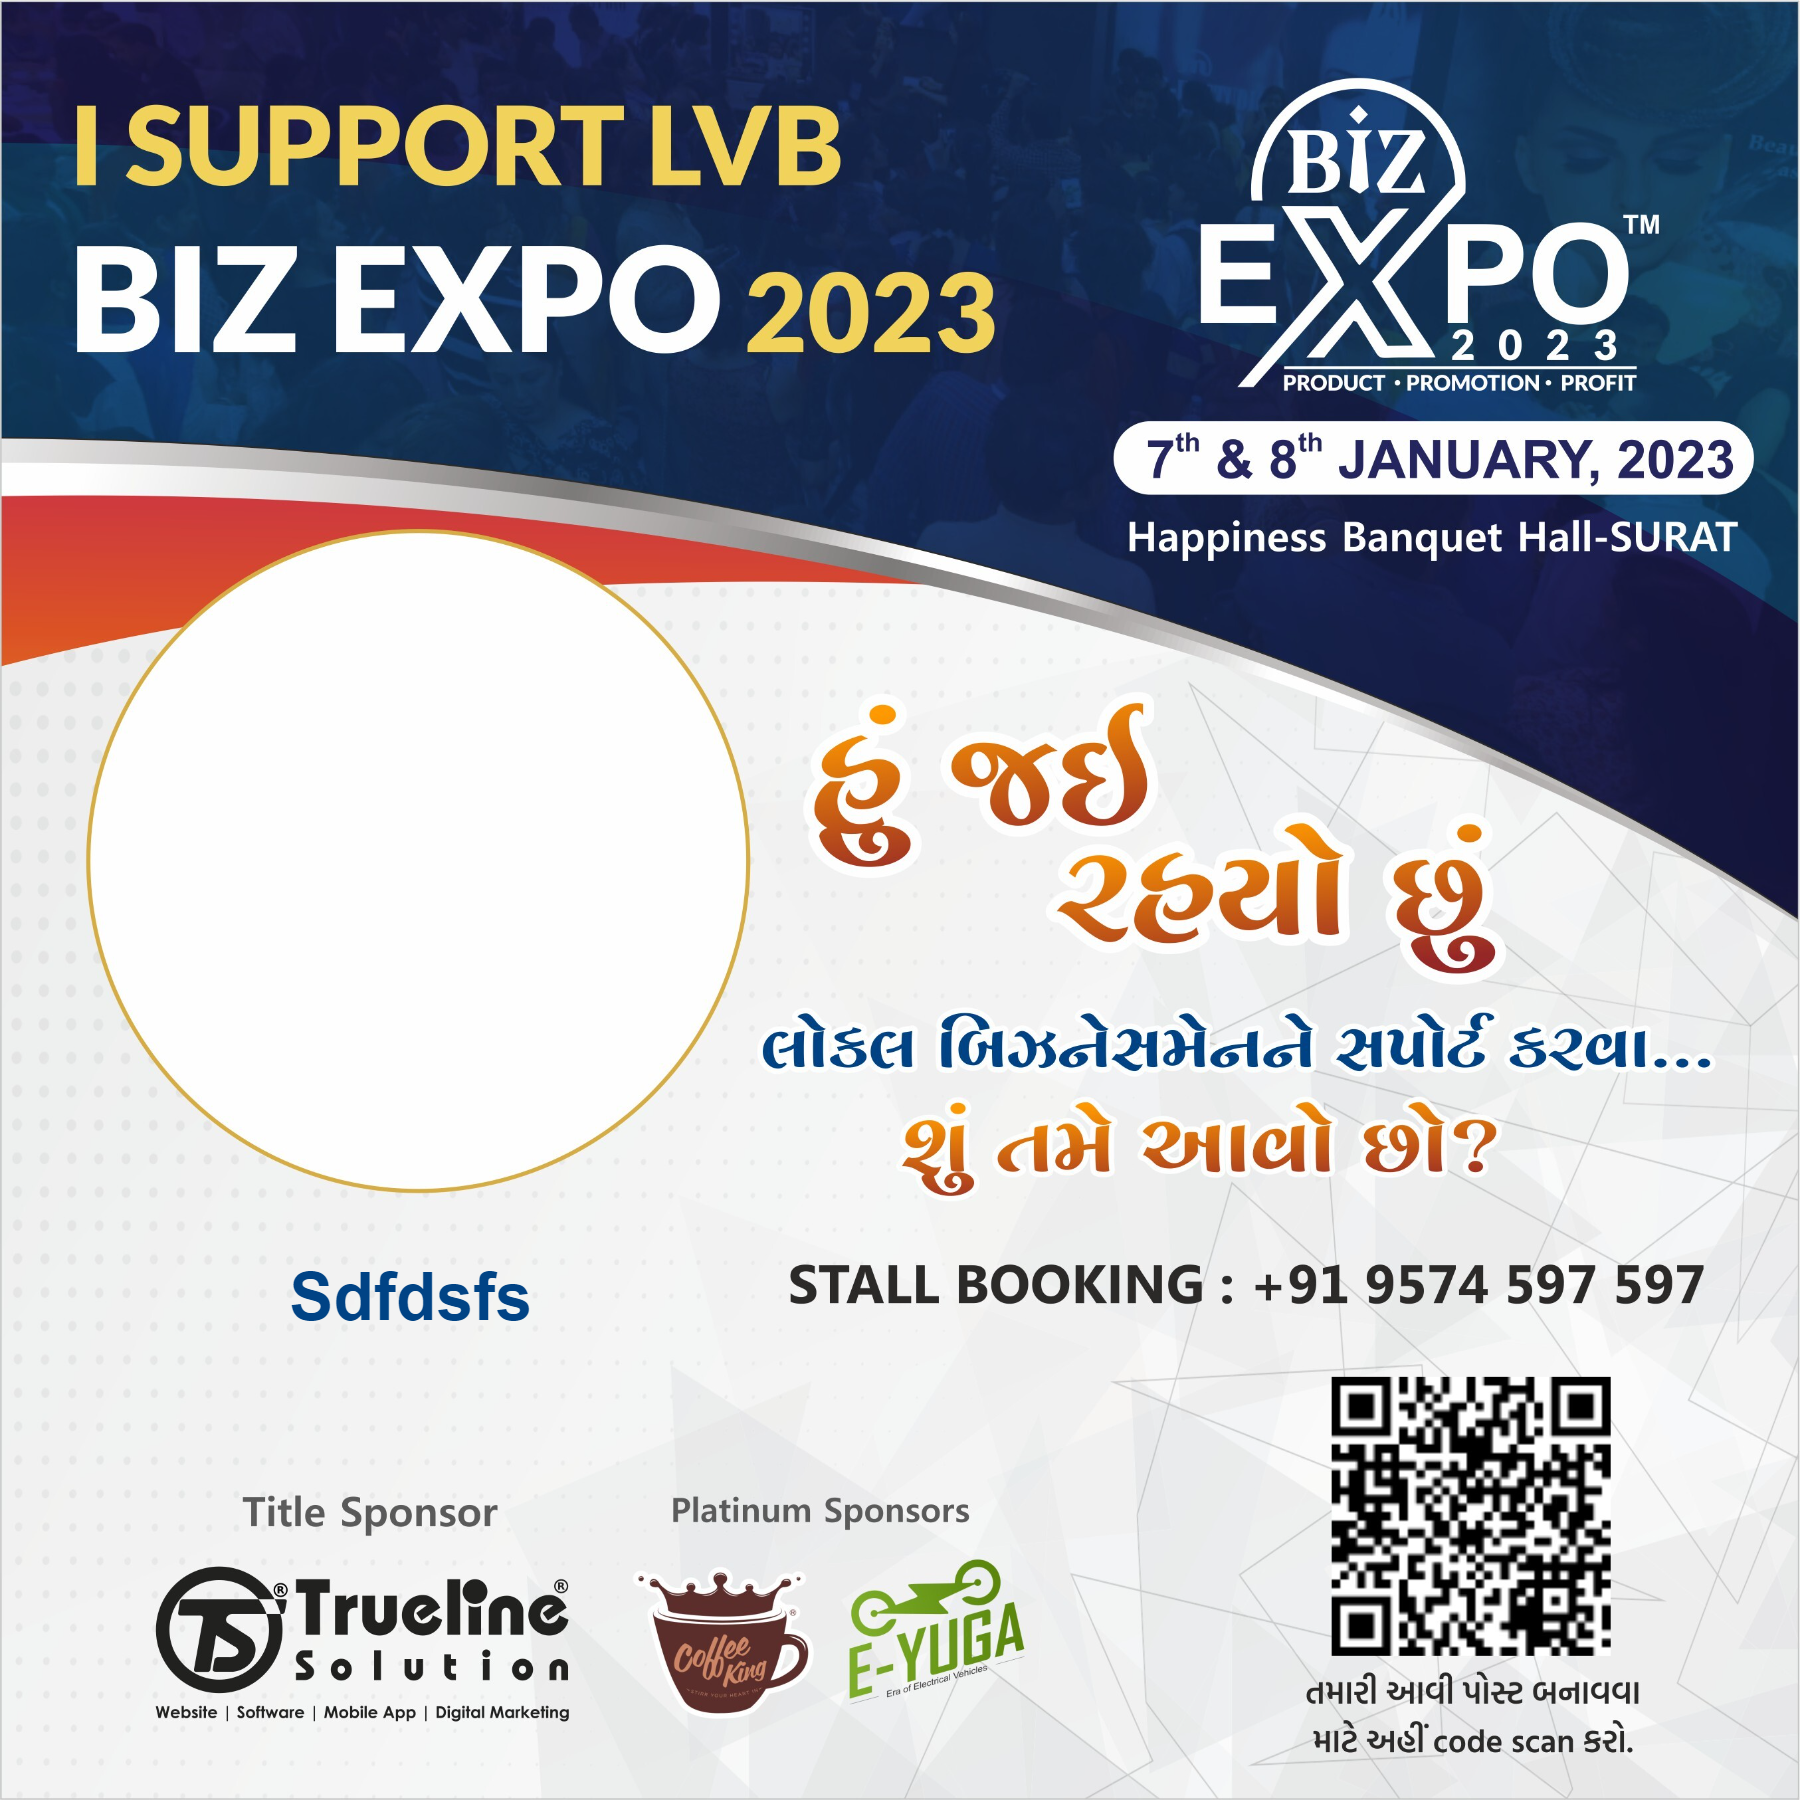 I SUPPORT LVB
BIZ EXPO 2023
BIZ
EXPO™
2023
PRODUCT • PROMOTION • PROFIT
7th & 8th JANUARY, 2023
Happiness Banquet Hall-SURAT
હું જઈ
રહયો છું
લોકલ બિઝનેસમેનને સપોર્ટ કરવા...
શું તમે આવો છો?
Sdfdsfs
STALL BOOKING : +91 9574 597 597
Title Sponsor
Platinum Sponsors
TS® Trueline®
Solution
Website | Software | Mobile App | Digital Marketing
Coffee
King
®
E-YUGA
Era of Electrical Vehicles
તમારી આવી પોસ્ટ બનાવવા
માટે અહીં code scan કરો.